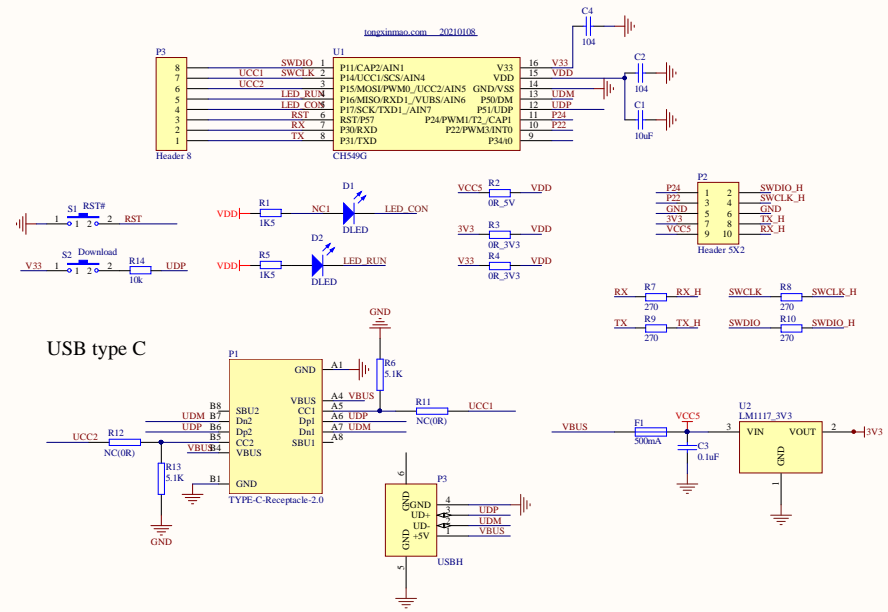 tongxinmao.com 20210108
C4
104
P3
U1
8
7
6
5
4
3
2
1
Header 8
SWDIO 1
UCC1 SWCLK 2
UCC2 3
LED_RUN 4
LED_CON 5
RST 6
RX 7
TX 8
P11/CAP2/AIN1
P14/UCC1/SCS/AIN4
P15/MOSI/PWM0_/UCC2/AIN5
P16/MISO/RXD1_/VUBS/AIN6
P17/SCK/TXD1_/AIN7
RST/P57
P30/RXD
P31/TXD
CH549G
V33
VDD
GND/VSS
P50/DM
P51/UDP
P24/PWM1/T2_/CAP1
P22/PWM3/INT0
P34/t0
16 V33
15 VDD
14
13 UDM
12 UDP
11 P24
10 P22
9
C2
104
C1
10uF
S1 RST#
1 1 2 2 RST
VDD R1 NC1 D1 LED_CON
1K5 DLED
VCC5 R2 VDD
0R_5V
S2 Download
V33 1 1 2 2 R14 UDP
10k
VDD R5 D2 LED_RUN
1K5 DLED
3V3 R3 VDD
0R_3V3
V33 R4 VDD
0R_3V3
P2
P24 1 2 SWDIO_H
P22 3 4 SWCLK_H
GND 5 6 GND
3V3 7 8 TX_H
VCC5 9 10 RX_H
Header 5X2
RX R7 RX_H
270
SWCLK R8 SWCLK_H
270
TX R9 TX_H
270
SWDIO R10 SWDIO_H
270
USB type C
GND
R6
5.1K
P1
GND A1
VBUS A4 VBUS
CC1 A5
Dp1 A6 UDP
Dn1 A7 UDM
SBU1 A8
B8 SBU2
UDM B7 Dn2
UDP B6 Dp2
B5 CC2
VBUS B4 VBUS
B1 GND
TYPE-C-Receptacle-2.0
R11 UCC1
NC(0R)
UCC2 R12
NC(0R)
R13
5.1K
GND
6
P3
GND
GND 4
UD+ 3 UDP
UD- 2 UDM
+5V 1 VBUS
GND
USBH
5
VBUS F1
500mA
VCC5
C3
0.1uF
U2
LM1117_3V3
3 VIN VOUT 2 3V3
GND
1